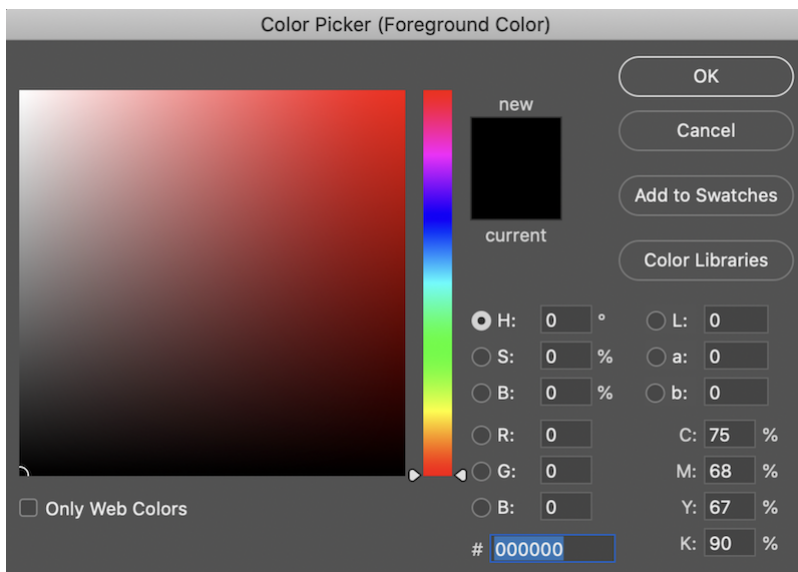 Color Picker (Foreground Color)
new
current
OK
Cancel
Add to Swatches
Color Libraries
H: 0 °
S: 0 %
B: 0 %
R: 0
G: 0
B: 0
# 000000
L: 0
a: 0
b: 0
C: 75 %
M: 68 %
Y: 67 %
K: 90 %
Only Web Colors